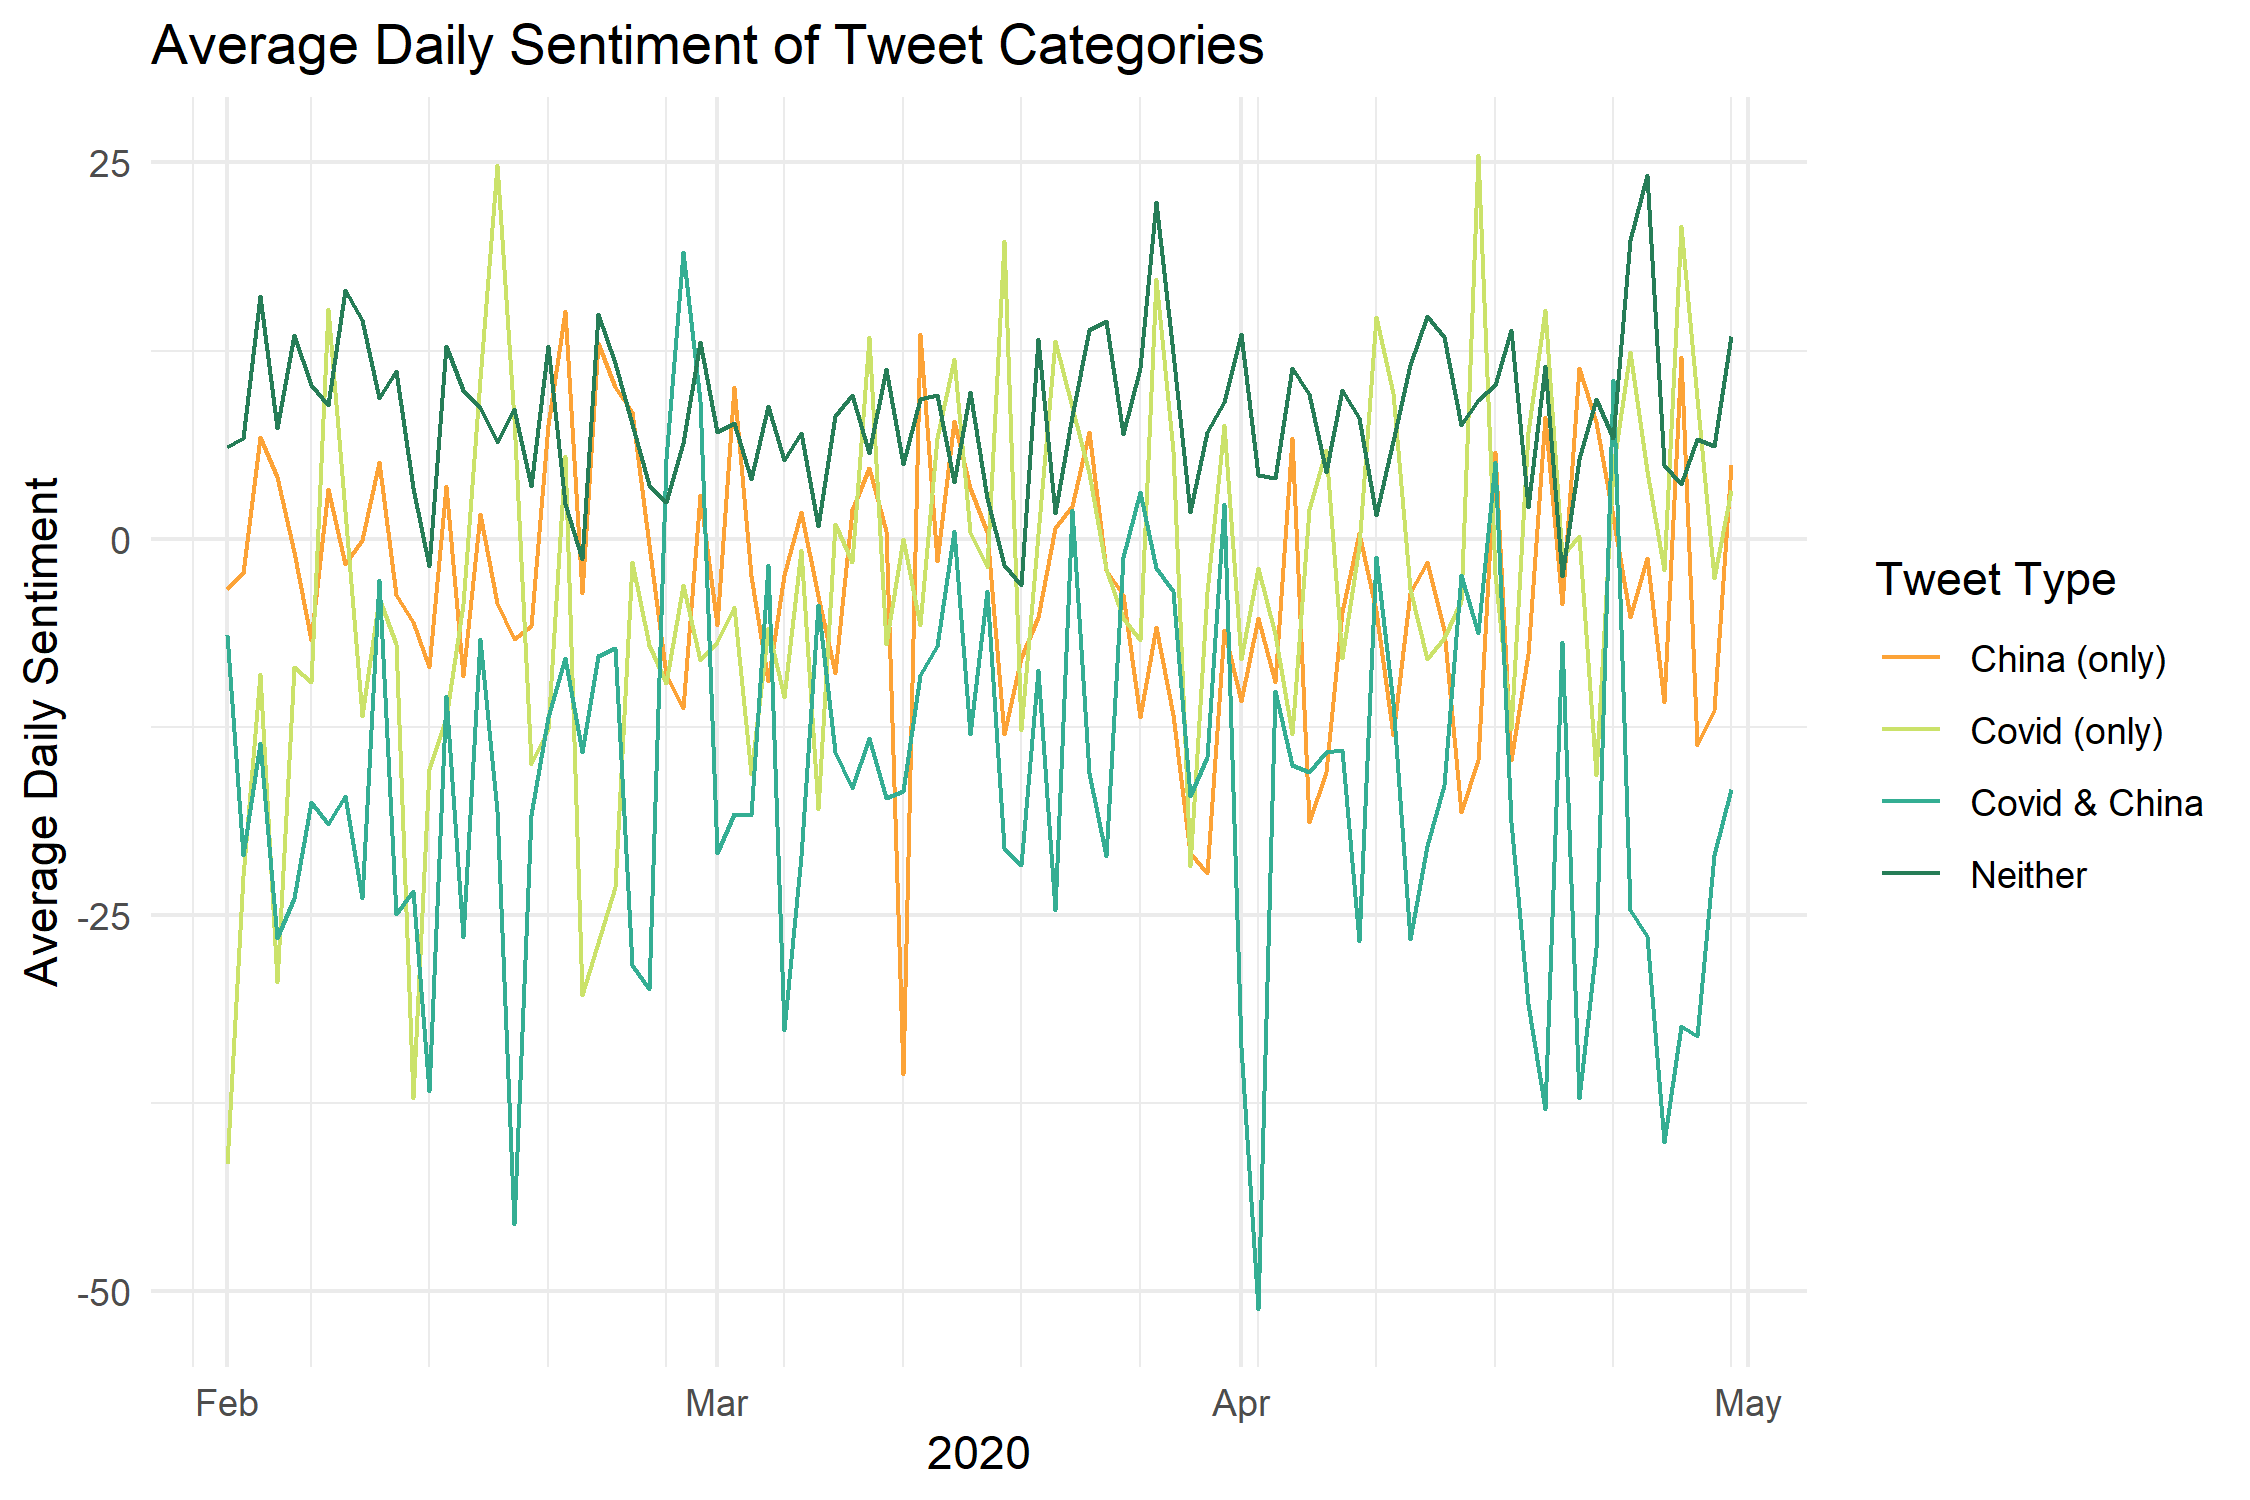 Average Daily Sentiment of Tweet Categories
Average Daily Sentiment
25
0
-25
-50
Feb
Mar
Apr
May
2020
Tweet Type
China (only)
Covid (only)
Covid & China
Neither